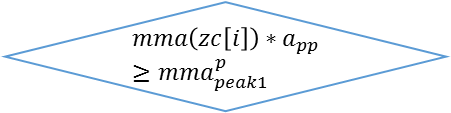 mma(zc[i]) * a_pp
≥ mma^p_peak1